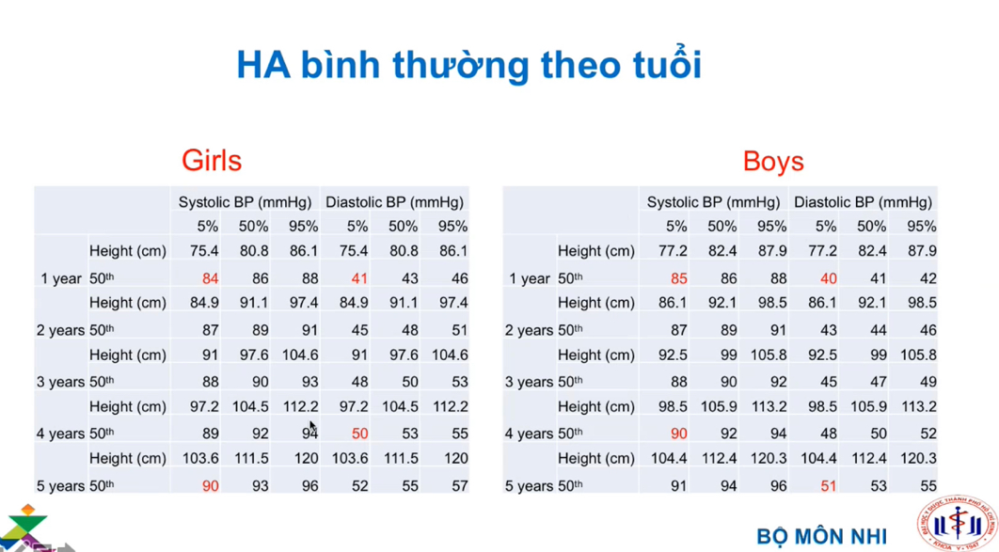 HA bình thường theo tuổi
Girls
Systolic BP (mmHg) Diastolic BP (mmHg)
5% 50% 95% 5% 50% 95%
Height (cm) 75.4 80.8 86.1 75.4 80.8 86.1
1 year 50th 84 86 88 41 43 46
Height (cm) 84.9 91.1 97.4 84.9 91.1 97.4
2 years 50th 87 89 91 45 48 51
Height (cm) 91 97.6 104.6 91 97.6 104.6
3 years 50th 88 90 93 48 50 53
Height (cm) 97.2 104.5 112.2 97.2 104.5 112.2
4 years 50th 89 92 94 50 53 55
Height (cm) 103.6 111.5 120 103.6 111.5 120
5 years 50th 90 93 96 52 55 57
Boys
Systolic BP (mmHg) Diastolic BP (mmHg)
5% 50% 95% 5% 50% 95%
Height (cm) 77.2 82.4 87.9 77.2 82.4 87.9
1 year 50th 85 86 88 40 41 42
Height (cm) 86.1 92.1 98.5 86.1 92.1 98.5
2 years 50th 87 89 91 43 44 46
Height (cm) 92.5 99 105.8 92.5 99 105.8
3 years 50th 88 90 92 45 47 49
Height (cm) 98.5 105.9 113.2 98.5 105.9 113.2
4 years 50th 90 92 94 48 50 52
Height (cm) 104.4 112.4 120.3 104.4 112.4 120.3
5 years 50th 91 94 96 51 53 55
BỘ MÔN NHI
ĐẠI HỌC Y DƯỢC THÀNH PHỐ HỒ CHÍ MINH
KHOA Y 1947